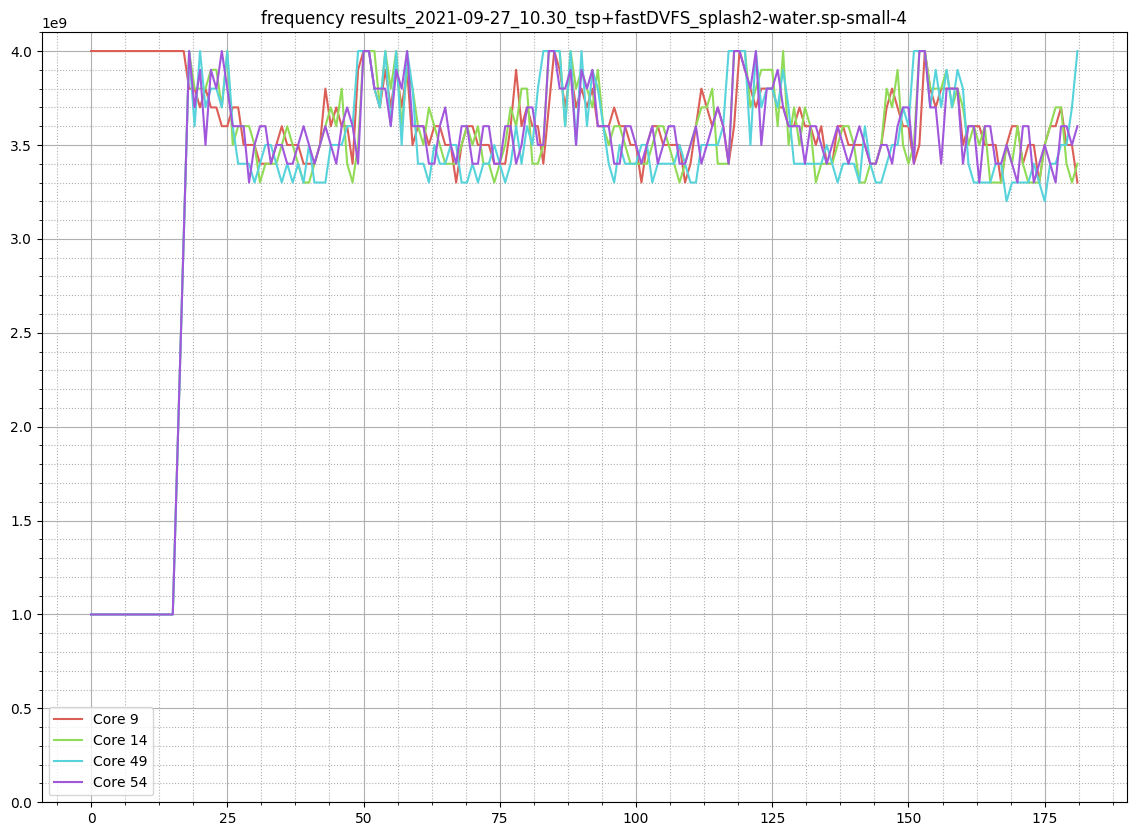 frequency results_2021-09-27_10.30_tsp+fastDVFS_splash2-water.sp-small-4
1e9
4.0
3.5
3.0
2.5
2.0
1.5
1.0
0.5
0.0
Core 9
Core 14
Core 49
Core 54
0 25 50 75 100 125 150 175